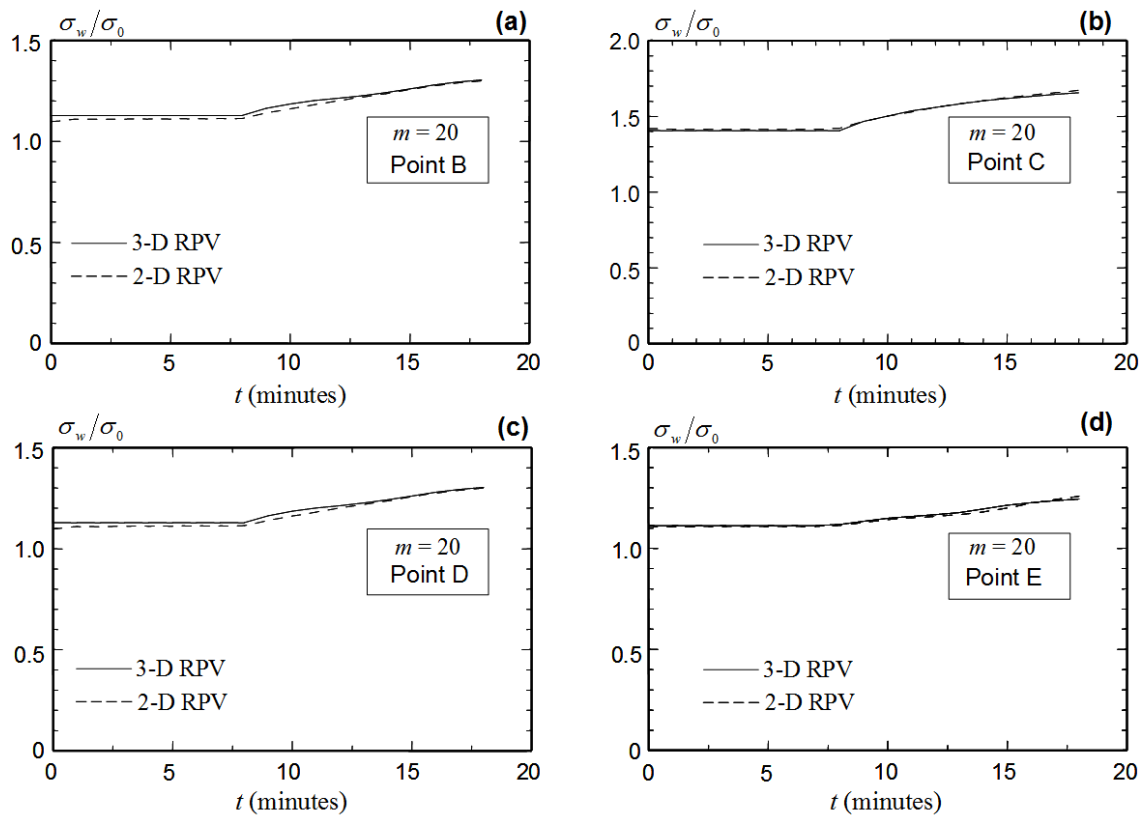 σw/σ0 (a)
1.5
1.0
0.5
0
m = 20
Point B
3-D RPV
2-D RPV
0 5 10 15 20
t (minutes)
σw/σ0 (b)
2.0
1.5
1.0
0.5
0
m = 20
Point C
3-D RPV
2-D RPV
0 5 10 15 20
t (minutes)
σw/σ0 (c)
1.5
1.0
0.5
0
m = 20
Point D
3-D RPV
2-D RPV
0 5 10 15 20
t (minutes)
σw/σ0 (d)
1.5
1.0
0.5
0
m = 20
Point E
3-D RPV
2-D RPV
0 5 10 15 20
t (minutes)